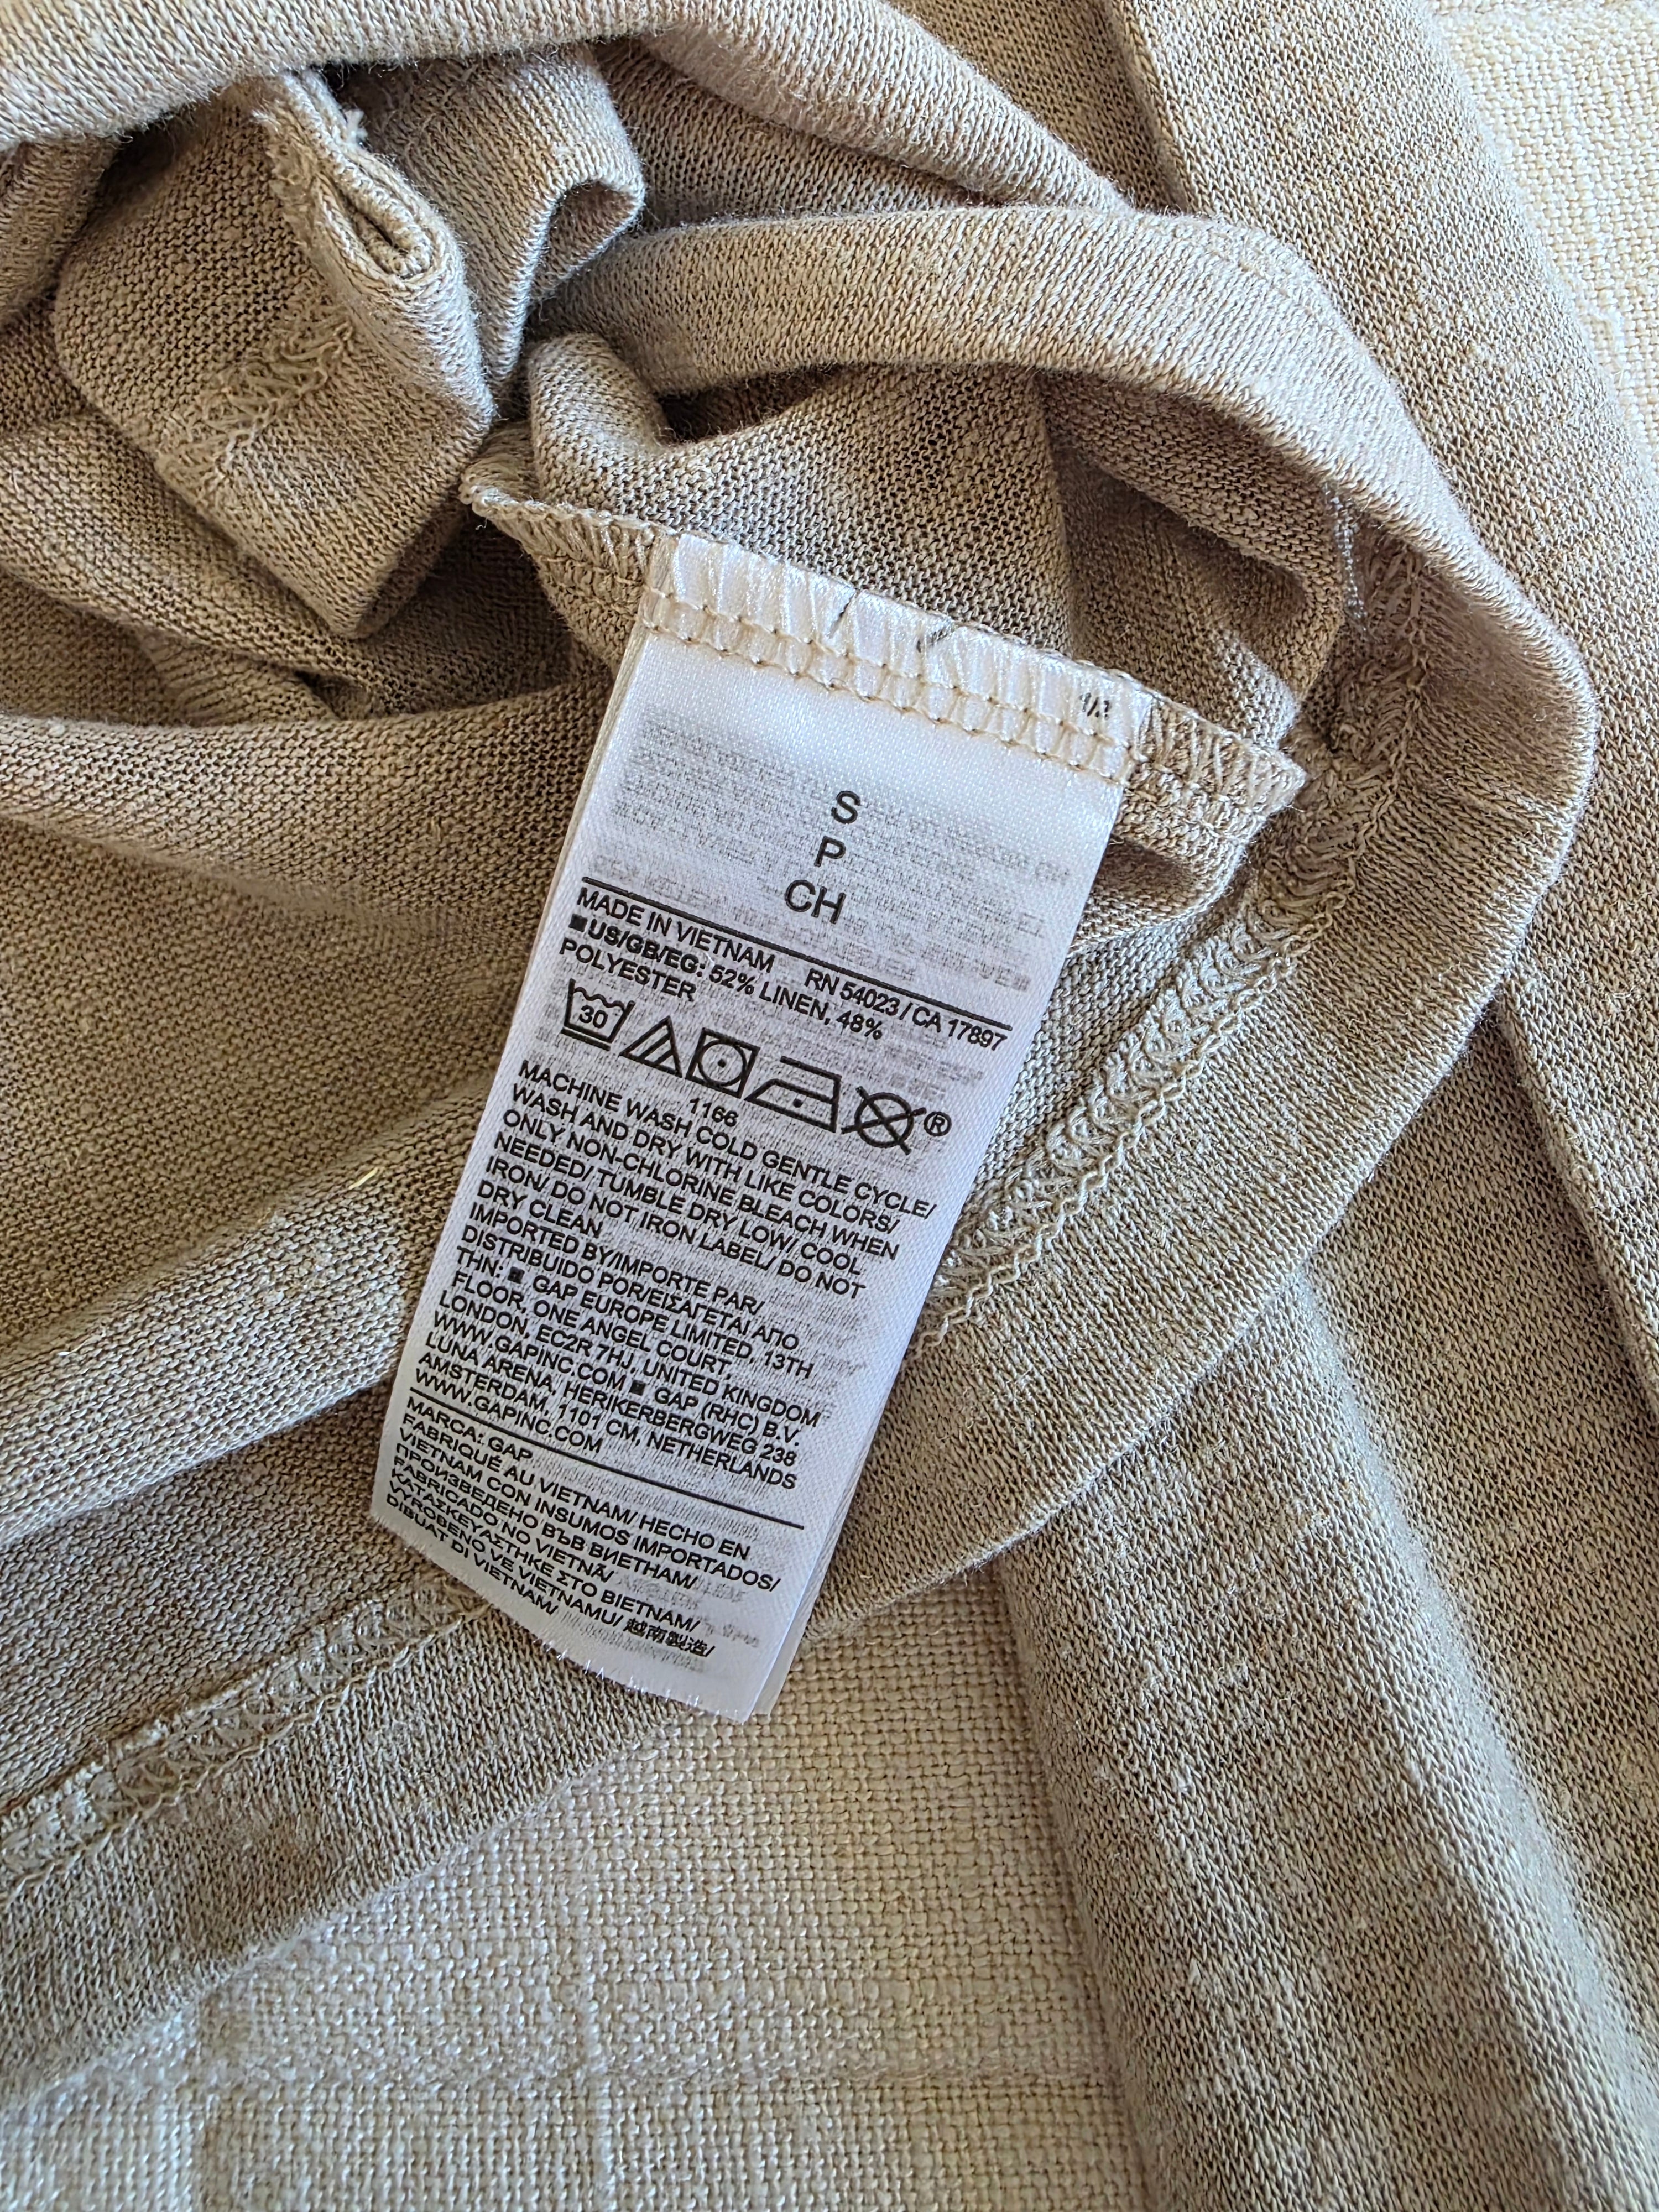 1/2
S
P
CH
MADE IN VIETNAM RN 54023 / CA 17897
■US/GB/EG: 52% LINEN, 48%
POLYESTER
30
®
1166
MACHINE WASH COLD GENTLE CYCLE/
WASH AND DRY WITH LIKE COLORS/
ONLY NON-CHLORINE BLEACH WHEN
NEEDED/ TUMBLE DRY LOW/ COOL
IRON/ DO NOT IRON LABEL/ DO NOT
DRY CLEAN
IMPORTED BY/IMPORTE PAR/
DISTRIBUIDO POR/ΕΙΣΑΓΕΤΑΙ ΑΠΟ
ΤΗΝ: ■ GAP EUROPE LIMITED, 13TH
FLOOR, ONE ANGEL COURT,
LONDON, EC2R 7HJ, UNITED KINGDOM
WWW.GAPINC.COM ■ GAP (RHC) B.V.
LUNA ARENA, HERIKERBERGWEG 238
AMSTERDAM, 1101 CM, NETHERLANDS
WWW.GAPINC.COM
MARCA: GAP
FABRIQUÉ AU VIETNAM/ HECHO EN
VIETNAM CON INSUMOS IMPORTADOS/
ПРОИЗВЕДЕНО ВЪВ ВИЕТНАМ/
FABRICADO NO VIETNÃ/
ΚΑΤΑΣΚΕΥΑΣΤΗΚΕ ΣΤΟ ΒΙΕΤΝΑΜ/
VYROBENO VE VIETNAMU/ 越南製造/
DIBUAT DI VIETNAM/